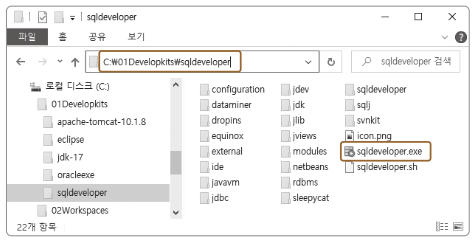 sqldeveloper
파일 홈 공유 보기
C:₩01Developkits₩sqldeveloper
sqldeveloper 검색
로컬 디스크 (C:)
01Developkits
apache-tomcat-10.1.8
eclipse
jdk-17
oraclexe
sqldeveloper
02Workspaces
configuration
dataminer
dropins
equinox
external
ide
javavm
jdbc
jdev
jdk
jlib
jviews
modules
netbeans
rdbms
sleepycat
sqldeveloper
sqlj
svnkit
icon.png
sqldeveloper.exe
sqldeveloper.sh
22개 항목